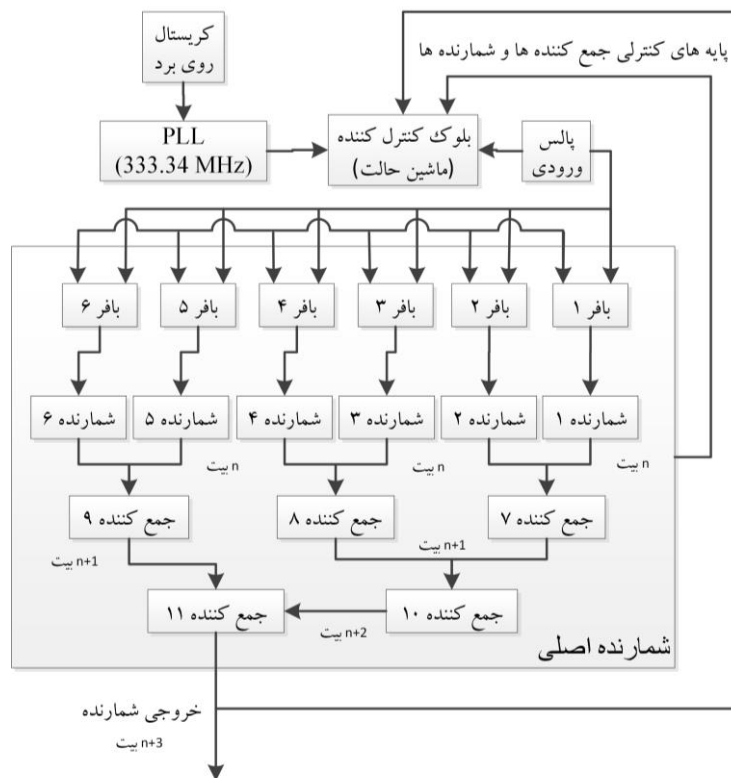 کریستال
روی برد
پایه های کنترلی جمع کننده ها و شمارنده ها
PLL
(333.34 MHz)
بلوک کنترل کننده
(ماشین حالت)
پالس
ورودی
بافر ۱
بافر ۲
بافر ۳
بافر ۴
بافر ۵
بافر ۶
شمارنده ۱
شمارنده ۲
شمارنده ۳
شمارنده ۴
شمارنده ۵
شمارنده ۶
n بیت
n بیت
n بیت
جمع کننده ۷
جمع کننده ۸
جمع کننده ۹
n+1 بیت
n+1 بیت
جمع کننده ۱۰
جمع کننده ۱۱
n+2 بیت
شمارنده اصلی
خروجی شمارنده
n+3 بیت